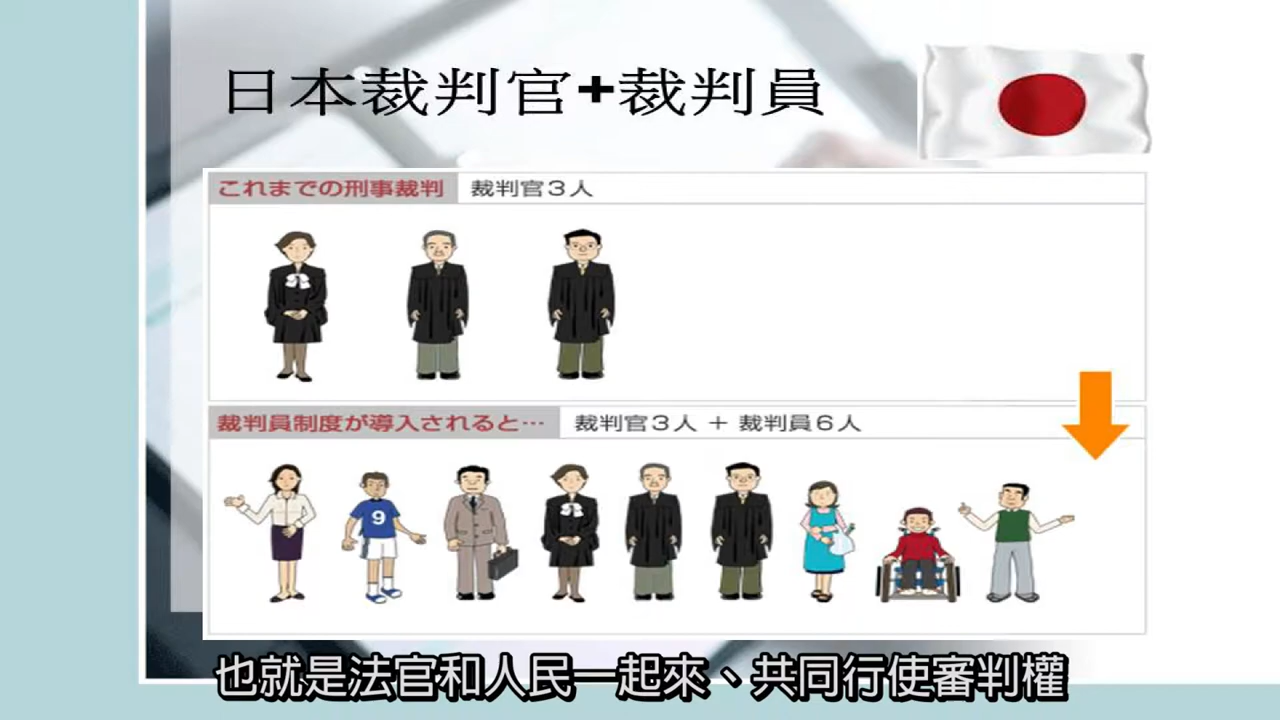 日本裁判官+裁判員
これまでの刑事裁判 裁判官3人
裁判員制度が導入されると… 裁判官3人 + 裁判員6人
9
也就是法官和人民一起來、共同行使審判權